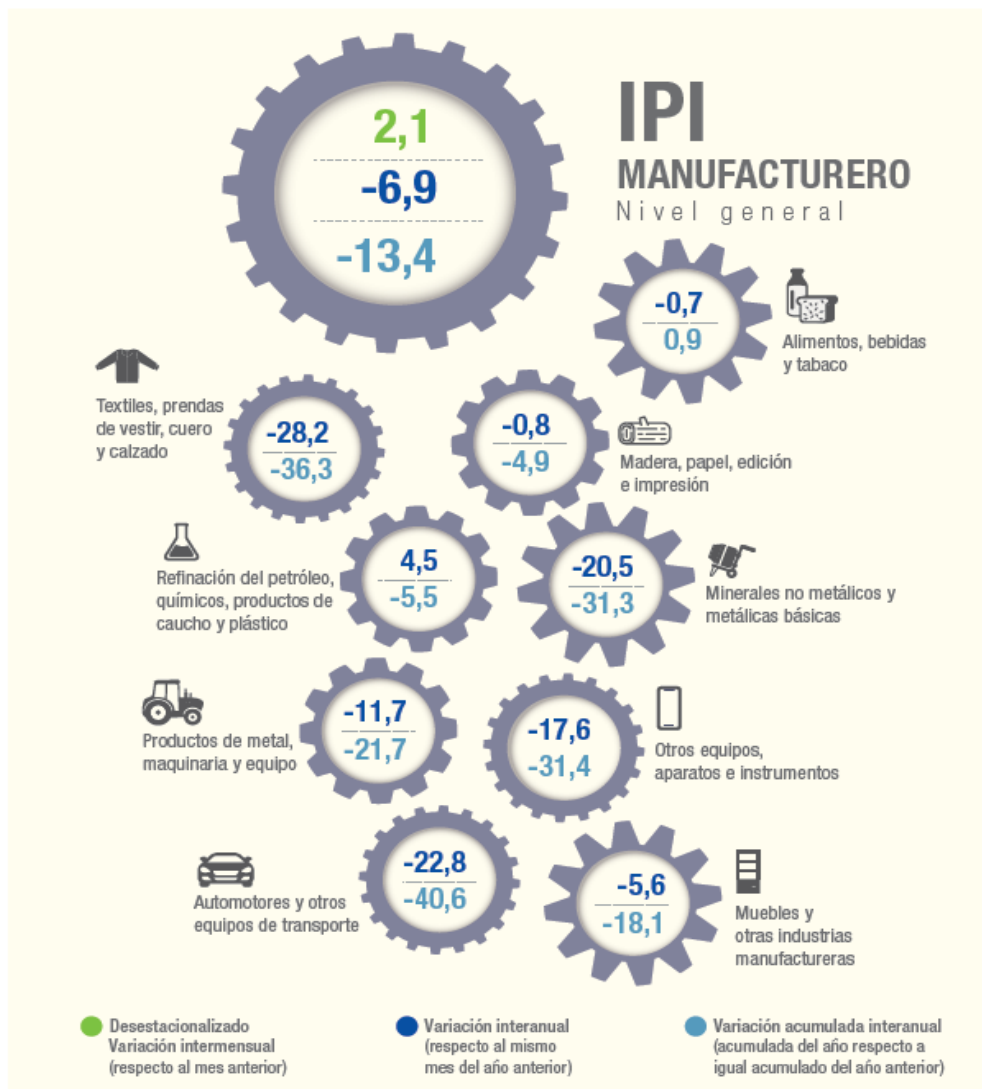 2,1
-6,9
-13,4
IPI
MANUFACTURERO
Nivel general
-0,7
0,9
Alimentos, bebidas
y tabaco
Textiles, prendas
de vestir, cuero
y calzado
-28,2
-36,3
-0,8
-4,9
Madera, papel, edición
e impresión
Refinación del petróleo,
químicos, productos de
caucho y plástico
4,5
-5,5
-20,5
-31,3
Minerales no metálicos y
metálicas básicas
Productos de metal,
maquinaria y equipo
-11,7
-21,7
-17,6
-31,4
Otros equipos,
aparatos e instrumentos
Automotores y otros
equipos de transporte
-22,8
-40,6
-5,6
-18,1
Muebles y
otras industrias
manufactureras
Desestacionalizado
Variación intermensual
(respecto al mes anterior)
Variación interanual
(respecto al mismo
mes del año anterior)
Variación acumulada interanual
(acumulada del año respecto a
igual acumulado del año anterior)